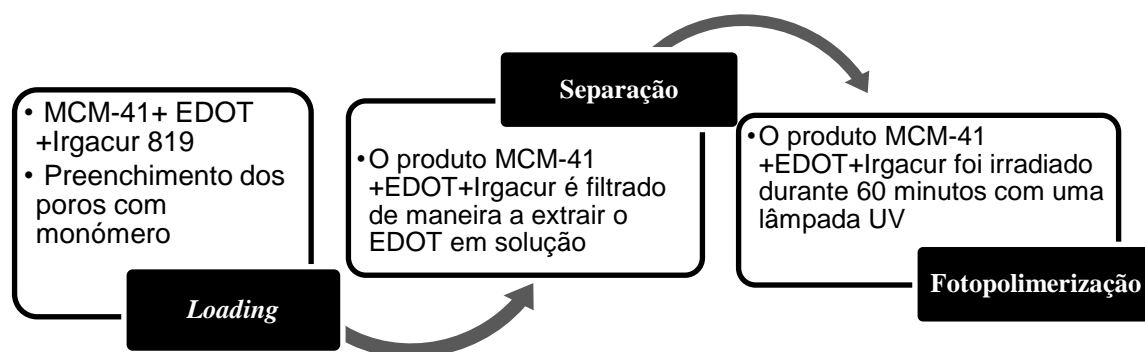 • MCM-41+ EDOT
+Irgacur 819
• Preenchimento dos
poros com
monómero
Loading
Separação
•O produto MCM-41
+EDOT+Irgacur é filtrado
de maneira a extrair o
EDOT em solução
•O produto MCM-41
+EDOT+Irgacur foi irradiado
durante 60 minutos com uma
lâmpada UV
Fotopolimerização